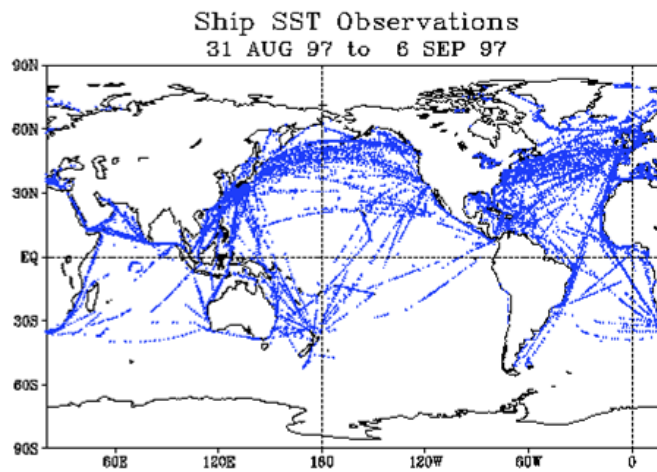 Ship SST Observations
31 AUG 97 to 6 SEP 97
90N
60N
30N
EQ
30S
60S
90S
60E 120E 180 120W 60W 0